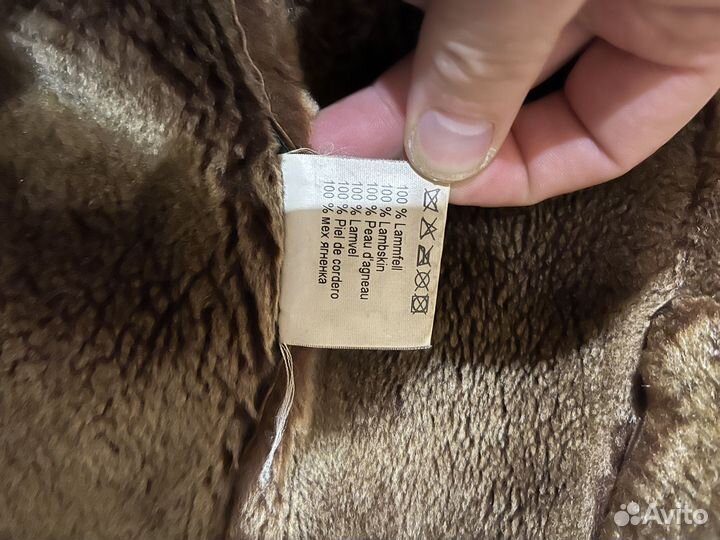 100 % Lammfell
100 % Lambskin
100 % Peau d'agneau
100 % Lamvel
100 % Piel de cordero
100 % мех ягненка
Avito